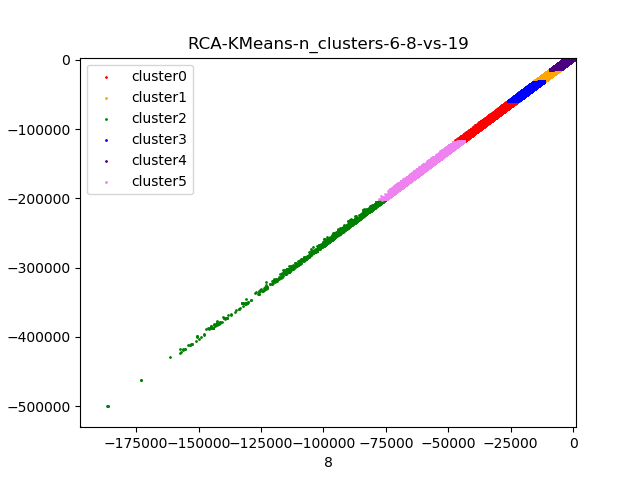 RCA-KMeans-n_clusters-6-8-vs-19
cluster0
cluster1
cluster2
cluster3
cluster4
cluster5
0
−100000
−200000
−300000
−400000
−500000
−175000 −150000 −125000 −100000 −75000 −50000 −25000 0
8